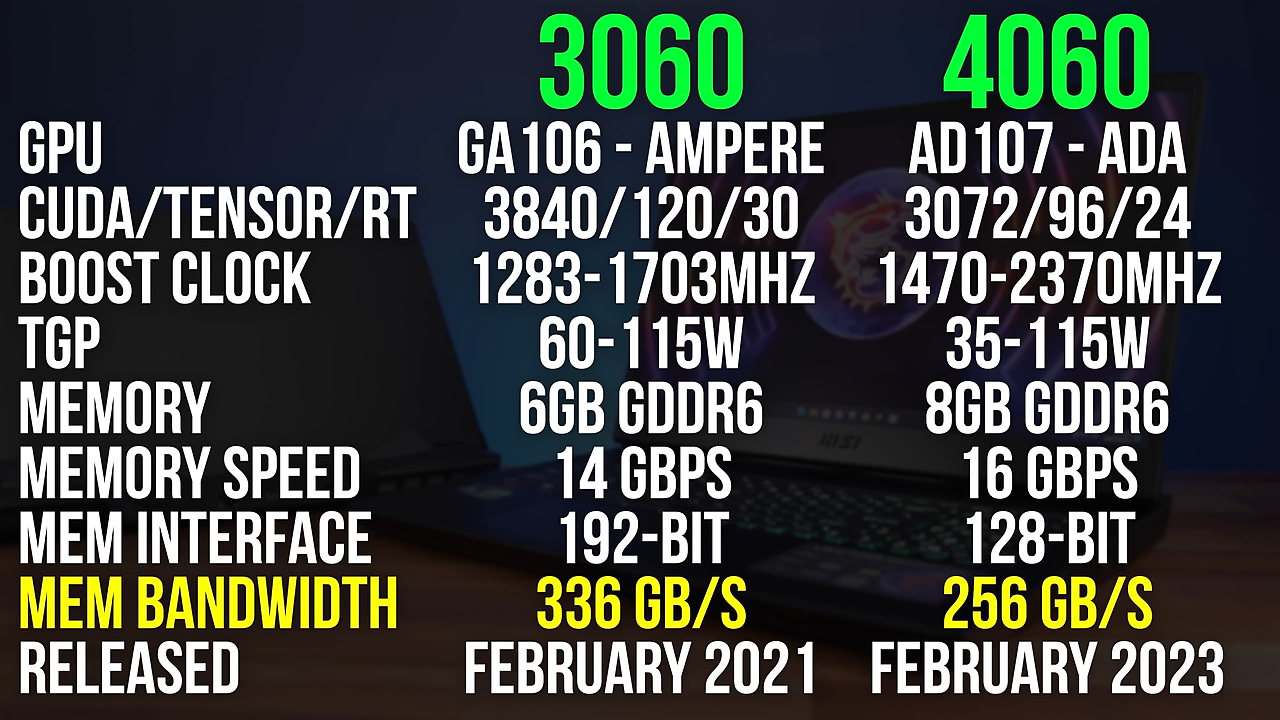 3060 4060
GPU GA106 - AMPERE AD107 - ADA
CUDA/TENSOR/RT 3840/120/30 3072/96/24
BOOST CLOCK 1283-1703MHZ 1470-2370MHZ
TGP 60-115W 35-115W
MEMORY 6GB GDDR6 8GB GDDR6
MEMORY SPEED 14 GBPS 16 GBPS
MEM INTERFACE 192-BIT 128-BIT
MEM BANDWIDTH 336 GB/S 256 GB/S
RELEASED FEBRUARY 2021 FEBRUARY 2023
MSI